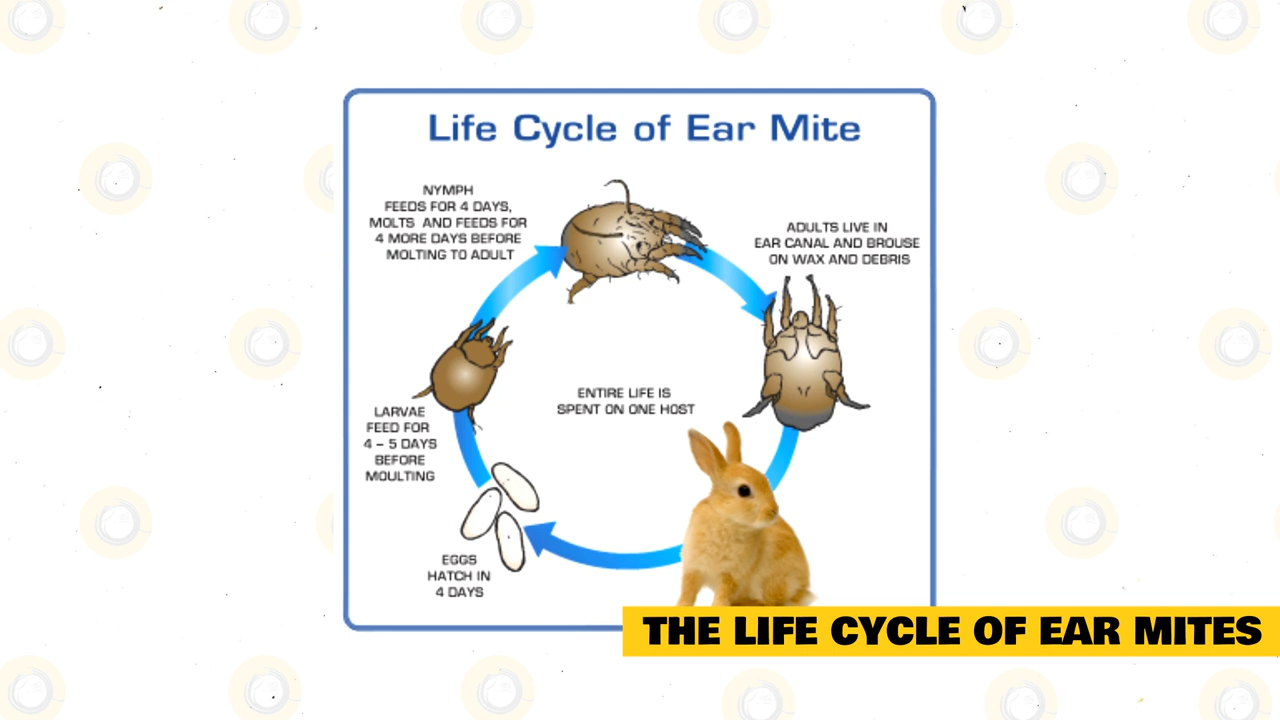 Life Cycle of Ear Mite
NYMPH
FEEDS FOR 4 DAYS,
MOLTS AND FEEDS FOR
4 MORE DAYS BEFORE
MOLTING TO ADULT
ADULTS LIVE IN
EAR CANAL AND BROUSE
ON WAX AND DEBRIS
ENTIRE LIFE IS
SPENT ON ONE HOST
LARVAE
FEED FOR
4 – 5 DAYS
BEFORE
MOULTING
EGGS
HATCH IN
4 DAYS
THE LIFE CYCLE OF EAR MITES